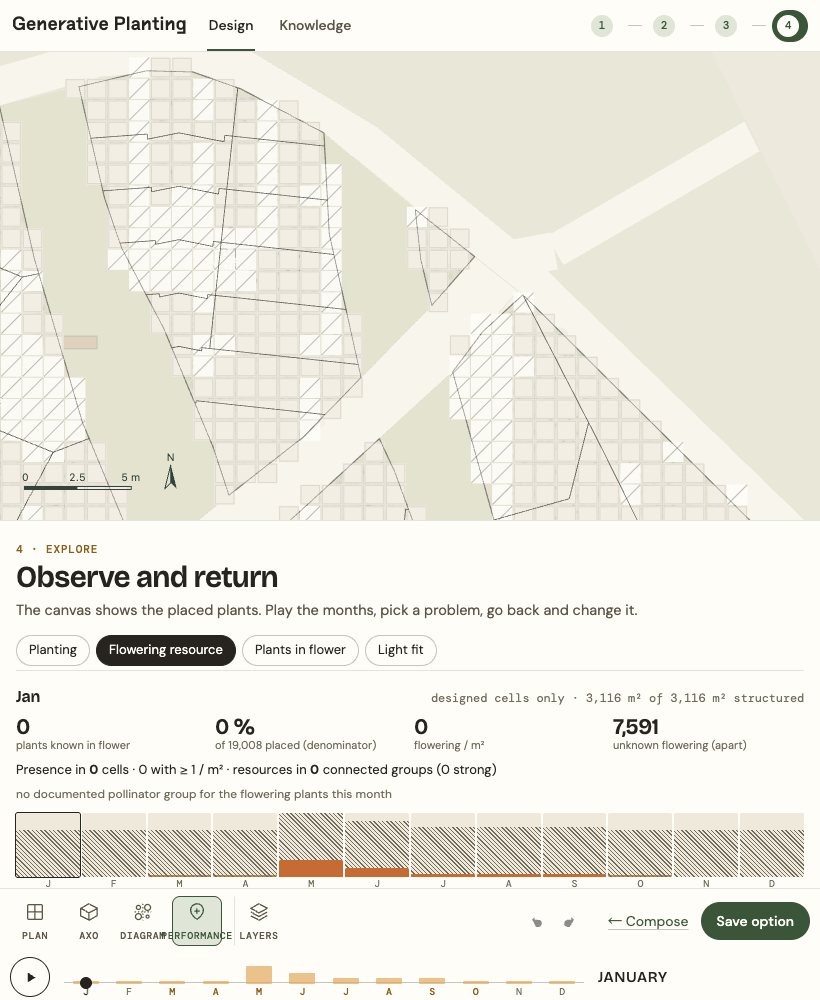 Generative Planting Design Knowledge 1 2 3 4
N
0 2.5 5 m
4 · EXPLORE
Observe and return
The canvas shows the placed plants. Play the months, pick a problem, go back and change it.
Planting Flowering resource Plants in flower Light fit
Jan designed cells only · 3,116 m² of 3,116 m² structured
0 0 % 0 7,591
plants known in flower of 19,008 placed (denominator) flowering / m² unknown flowering (apart)
Presence in 0 cells · 0 with ≥ 1 / m² · resources in 0 connected groups (0 strong)
no documented pollinator group for the flowering plants this month
J F M A M J J A S O N D
PLAN AXO DIAGRAM PERFORMANCE LAYERS ← Compose Save option
J F M A M J J A S O N D JANUARY